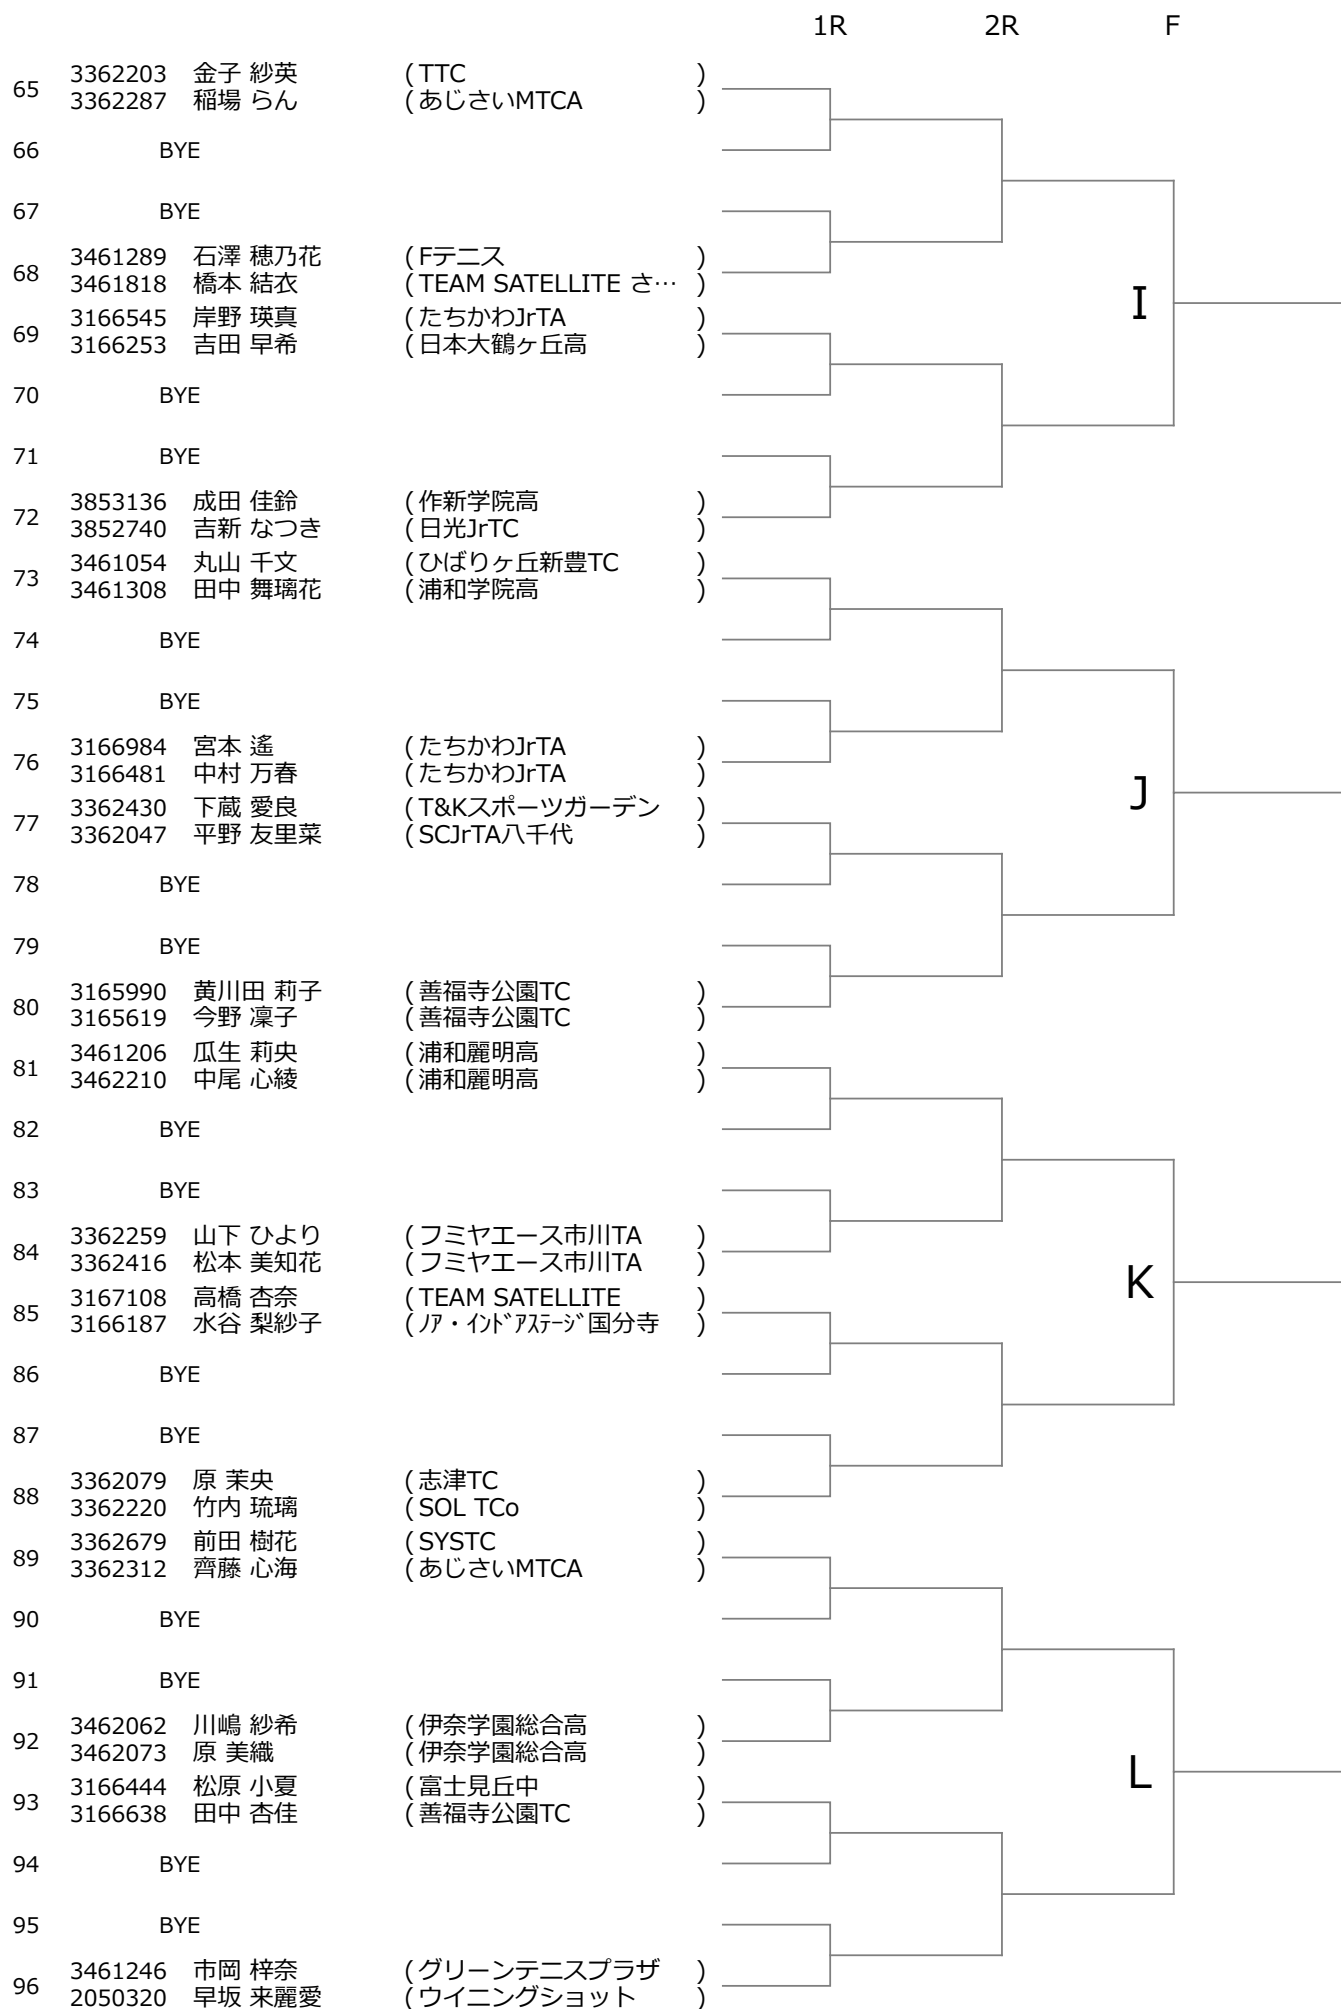 1R 2R F
65 3362203 金子 紗英 (TTC )
3362287 稲場 らん (あじさいMTCA )
66 BYE
67 BYE
68 3461289 石澤 穂乃花 (Fテニス )
3461818 橋本 結衣 (TEAM SATELLITE さ… )
I
69 3166545 岸野 瑛真 (たちかわJrTA )
3166253 吉田 早希 (日本大鶴ヶ丘高 )
70 BYE
71 BYE
72 3853136 成田 佳鈴 (作新学院高 )
3852740 吉新 なつき (日光JrTC )
73 3461054 丸山 千文 (ひばりヶ丘新豊TC )
3461308 田中 舞璃花 (浦和学院高 )
74 BYE
75 BYE
76 3166984 宮本 遙 (たちかわJrTA )
3166481 中村 万春 (たちかわJrTA )
J
77 3362430 下蔵 愛良 (T&Kスポーツガーデン )
3362047 平野 友里菜 (SCJrTA八千代 )
78 BYE
79 BYE
80 3165990 黄川田 莉子 (善福寺公園TC )
3165619 今野 凜子 (善福寺公園TC )
81 3461206 瓜生 莉央 (浦和麗明高 )
3462210 中尾 心綾 (浦和麗明高 )
82 BYE
83 BYE
84 3362259 山下 ひより (フミヤエース市川TA )
3362416 松本 美知花 (フミヤエース市川TA )
K
85 3167108 高橋 杏奈 (TEAM SATELLITE )
3166187 水谷 梨紗子 (ﾉｱ・ｲﾝﾄﾞｱｽﾃｰｼﾞ国分寺 )
86 BYE
87 BYE
88 3362079 原 茉央 (志津TC )
3362220 竹内 琉璃 (SOL TCo )
89 3362679 前田 樹花 (SYSTC )
3362312 齊藤 心海 (あじさいMTCA )
90 BYE
91 BYE
92 3462062 川嶋 紗希 (伊奈学園総合高 )
3462073 原 美織 (伊奈学園総合高 )
L
93 3166444 松原 小夏 (富士見丘中 )
3166638 田中 杏佳 (善福寺公園TC )
94 BYE
95 BYE
96 3461246 市岡 梓奈 (グリーンテニスプラザ )
2050320 早坂 来麗愛 (ウイニングショット )